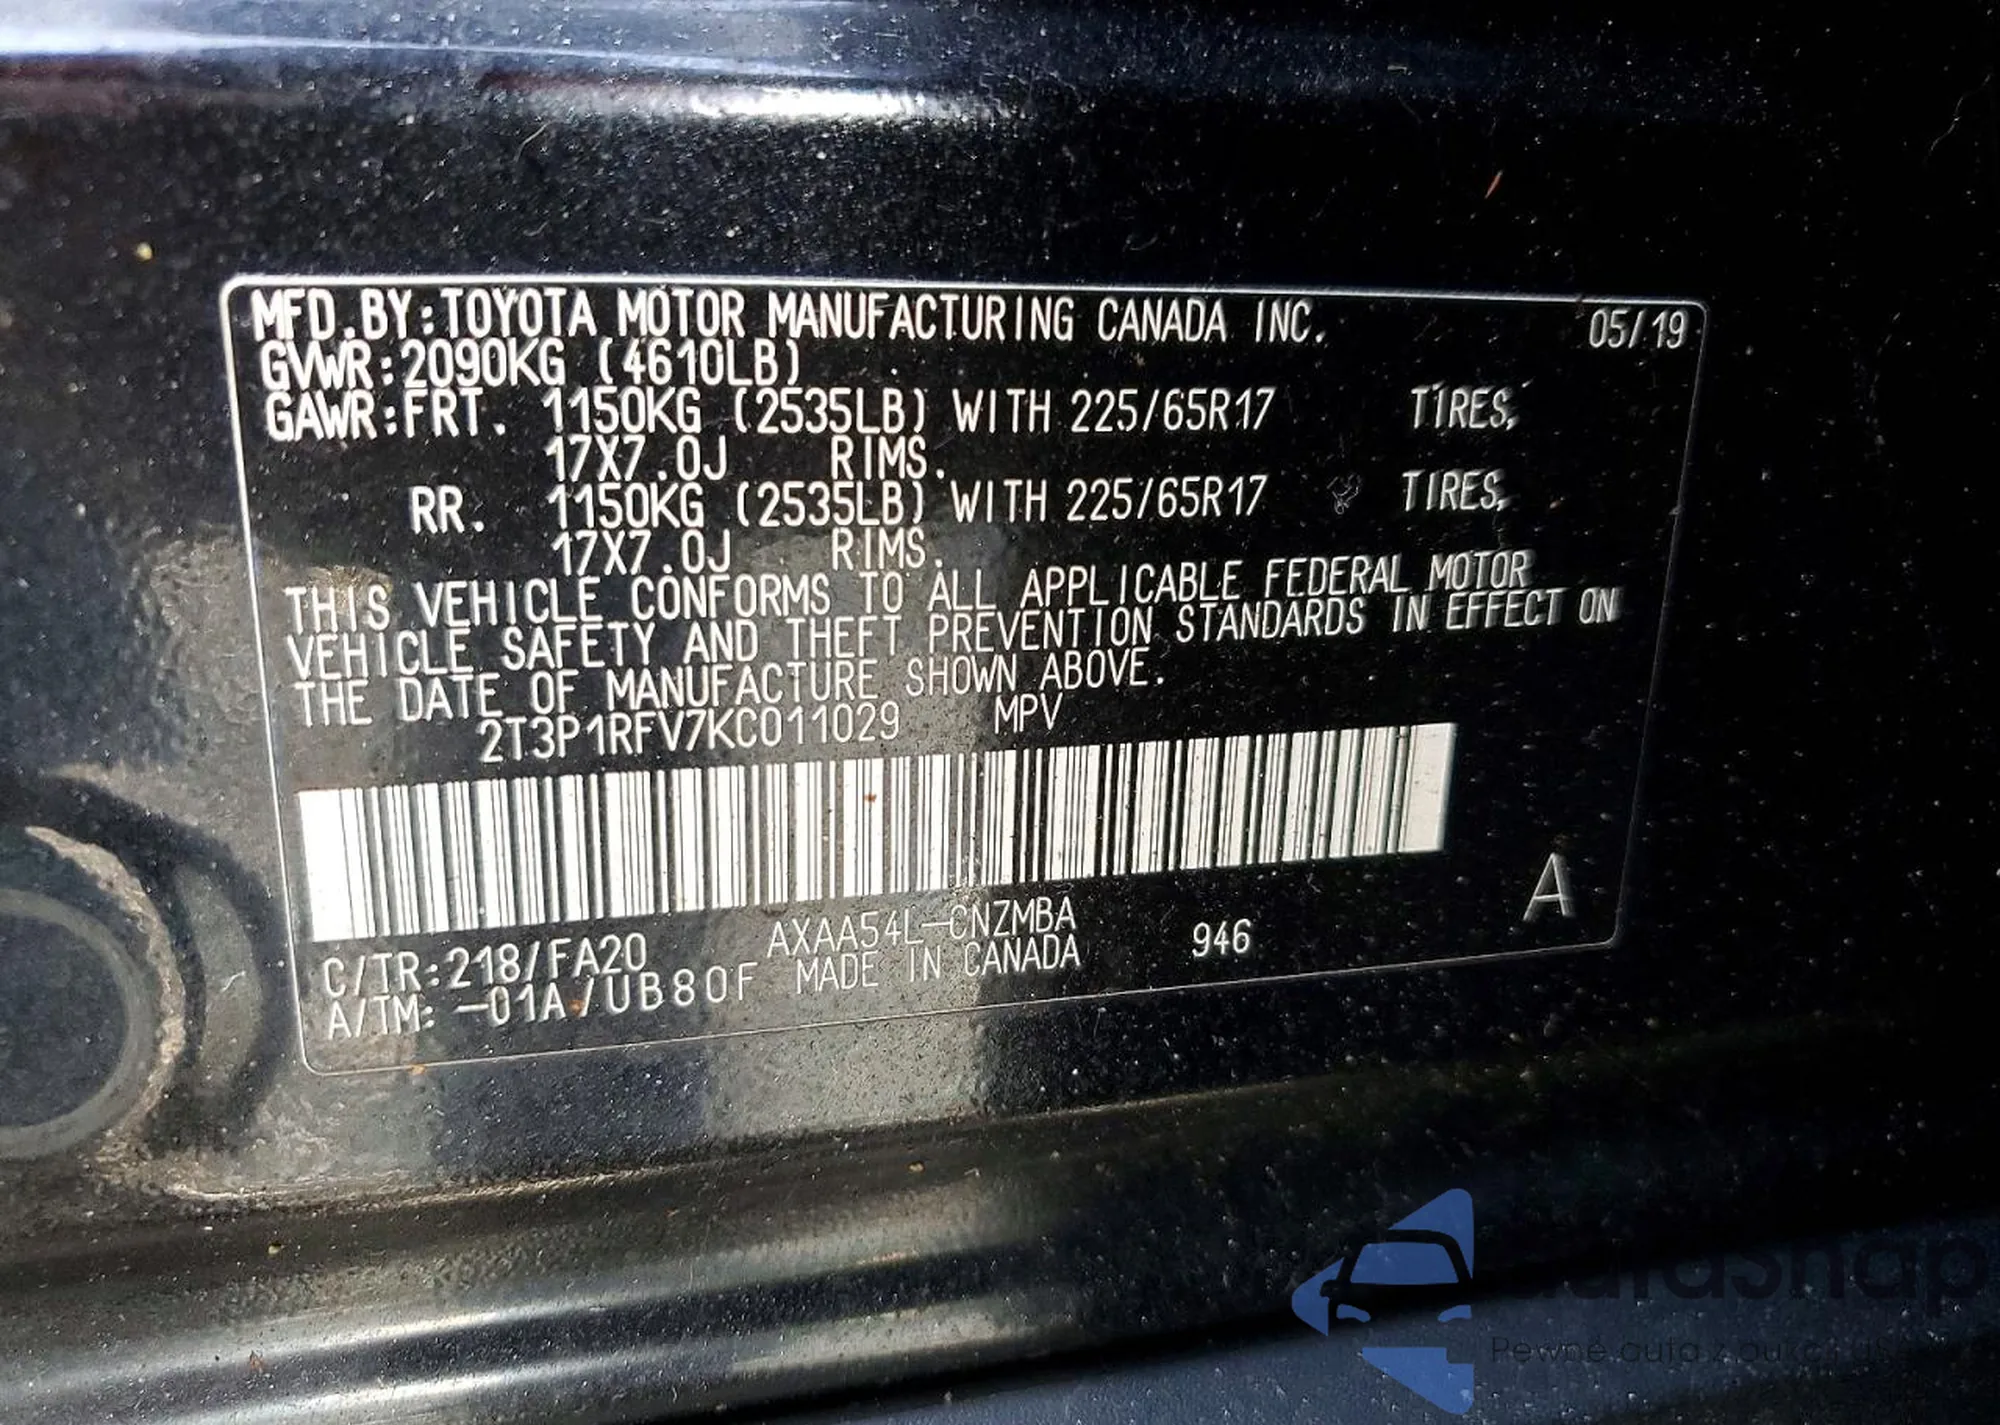 MFD.BY:TOYOTA MOTOR MANUFACTURING CANADA INC. 05/19
GVWR:2090KG (4610LB)
GAWR:FRT. 1150KG (2535LB) WITH 225/65R17 TIRES,
17X7.0J RIMS.
RR. 1150KG (2535LB) WITH 225/65R17 TIRES,
17X7.0J RIMS.
THIS VEHICLE CONFORMS TO ALL APPLICABLE FEDERAL MOTOR
VEHICLE SAFETY AND THEFT PREVENTION STANDARDS IN EFFECT ON
THE DATE OF MANUFACTURE SHOWN ABOVE.
2T3P1RFV7KC011029 MPV
A
C/TR:218/FA20 AXAA54L-CNZMBA 946
A/TM: -01A/UB80F MADE IN CANADA
Pewne auta z